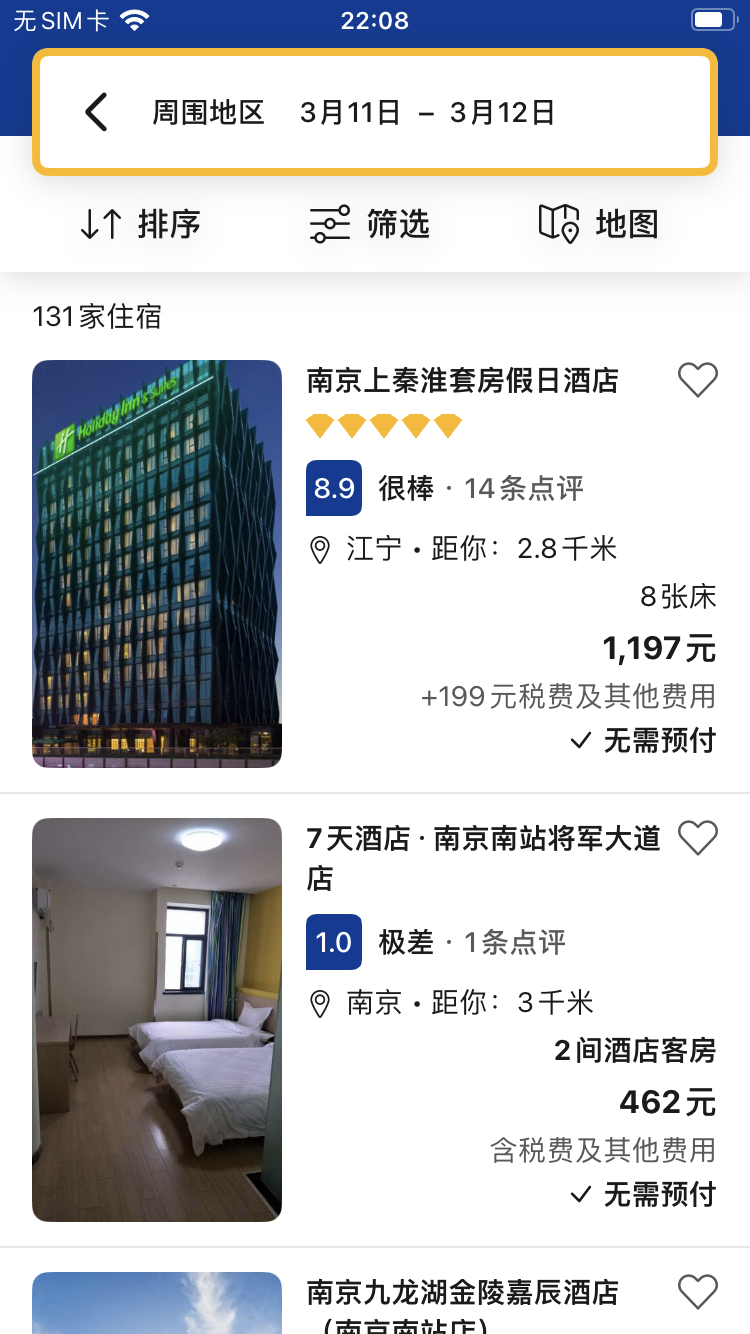 无SIM卡
22:08
周围地区 3月11日 – 3月12日
排序 筛选 地图
131家住宿
Holiday Inn & Suites
南京上秦淮套房假日酒店
8.9 很棒 · 14条点评
江宁 • 距你：2.8千米
8张床
1,197元
+199元税费及其他费用
无需预付
7天酒店 · 南京南站将军大道
店
1.0 极差 · 1条点评
南京 • 距你：3千米
2间酒店客房
462元
含税费及其他费用
无需预付
南京九龙湖金陵嘉辰酒店
（南京南站店）